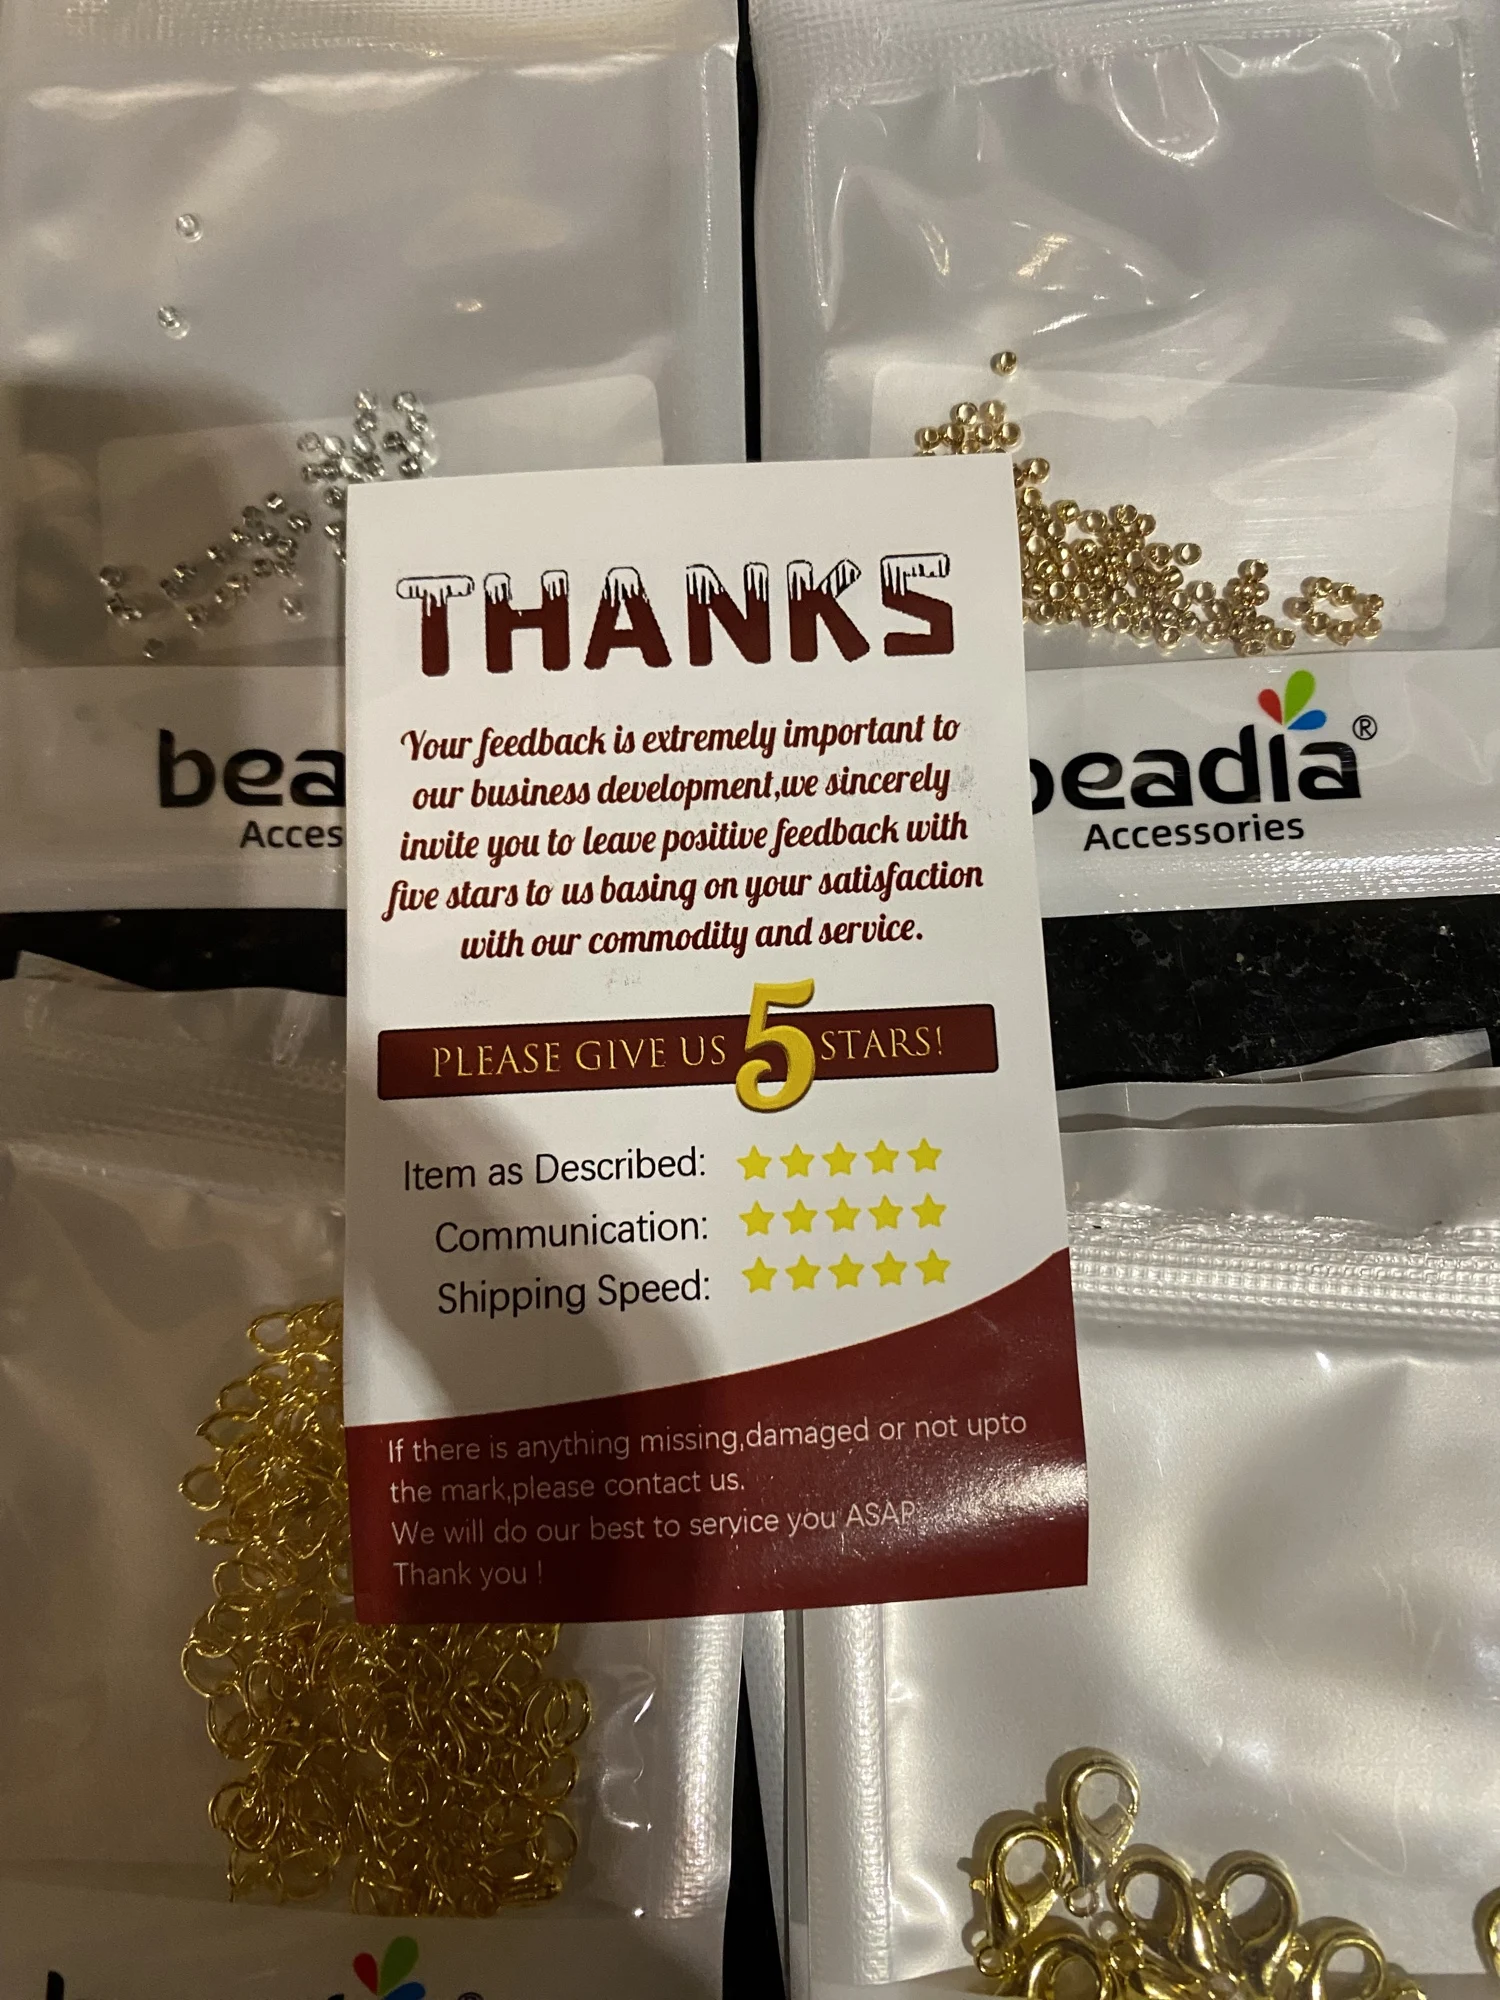 THANKS
Your feedback is extremely important to
our business development,we sincerely
invite you to leave positive feedback with
five stars to us basing on your satisfaction
with our commodity and service.
PLEASE GIVE US 5 STARS!
Item as Described:
Communication:
Shipping Speed:
If there is anything missing,damaged or not upto
the mark,please contact us.
We will do our best to service you ASAP.
Thank you !
bea
Acces
beadia®
Accessories